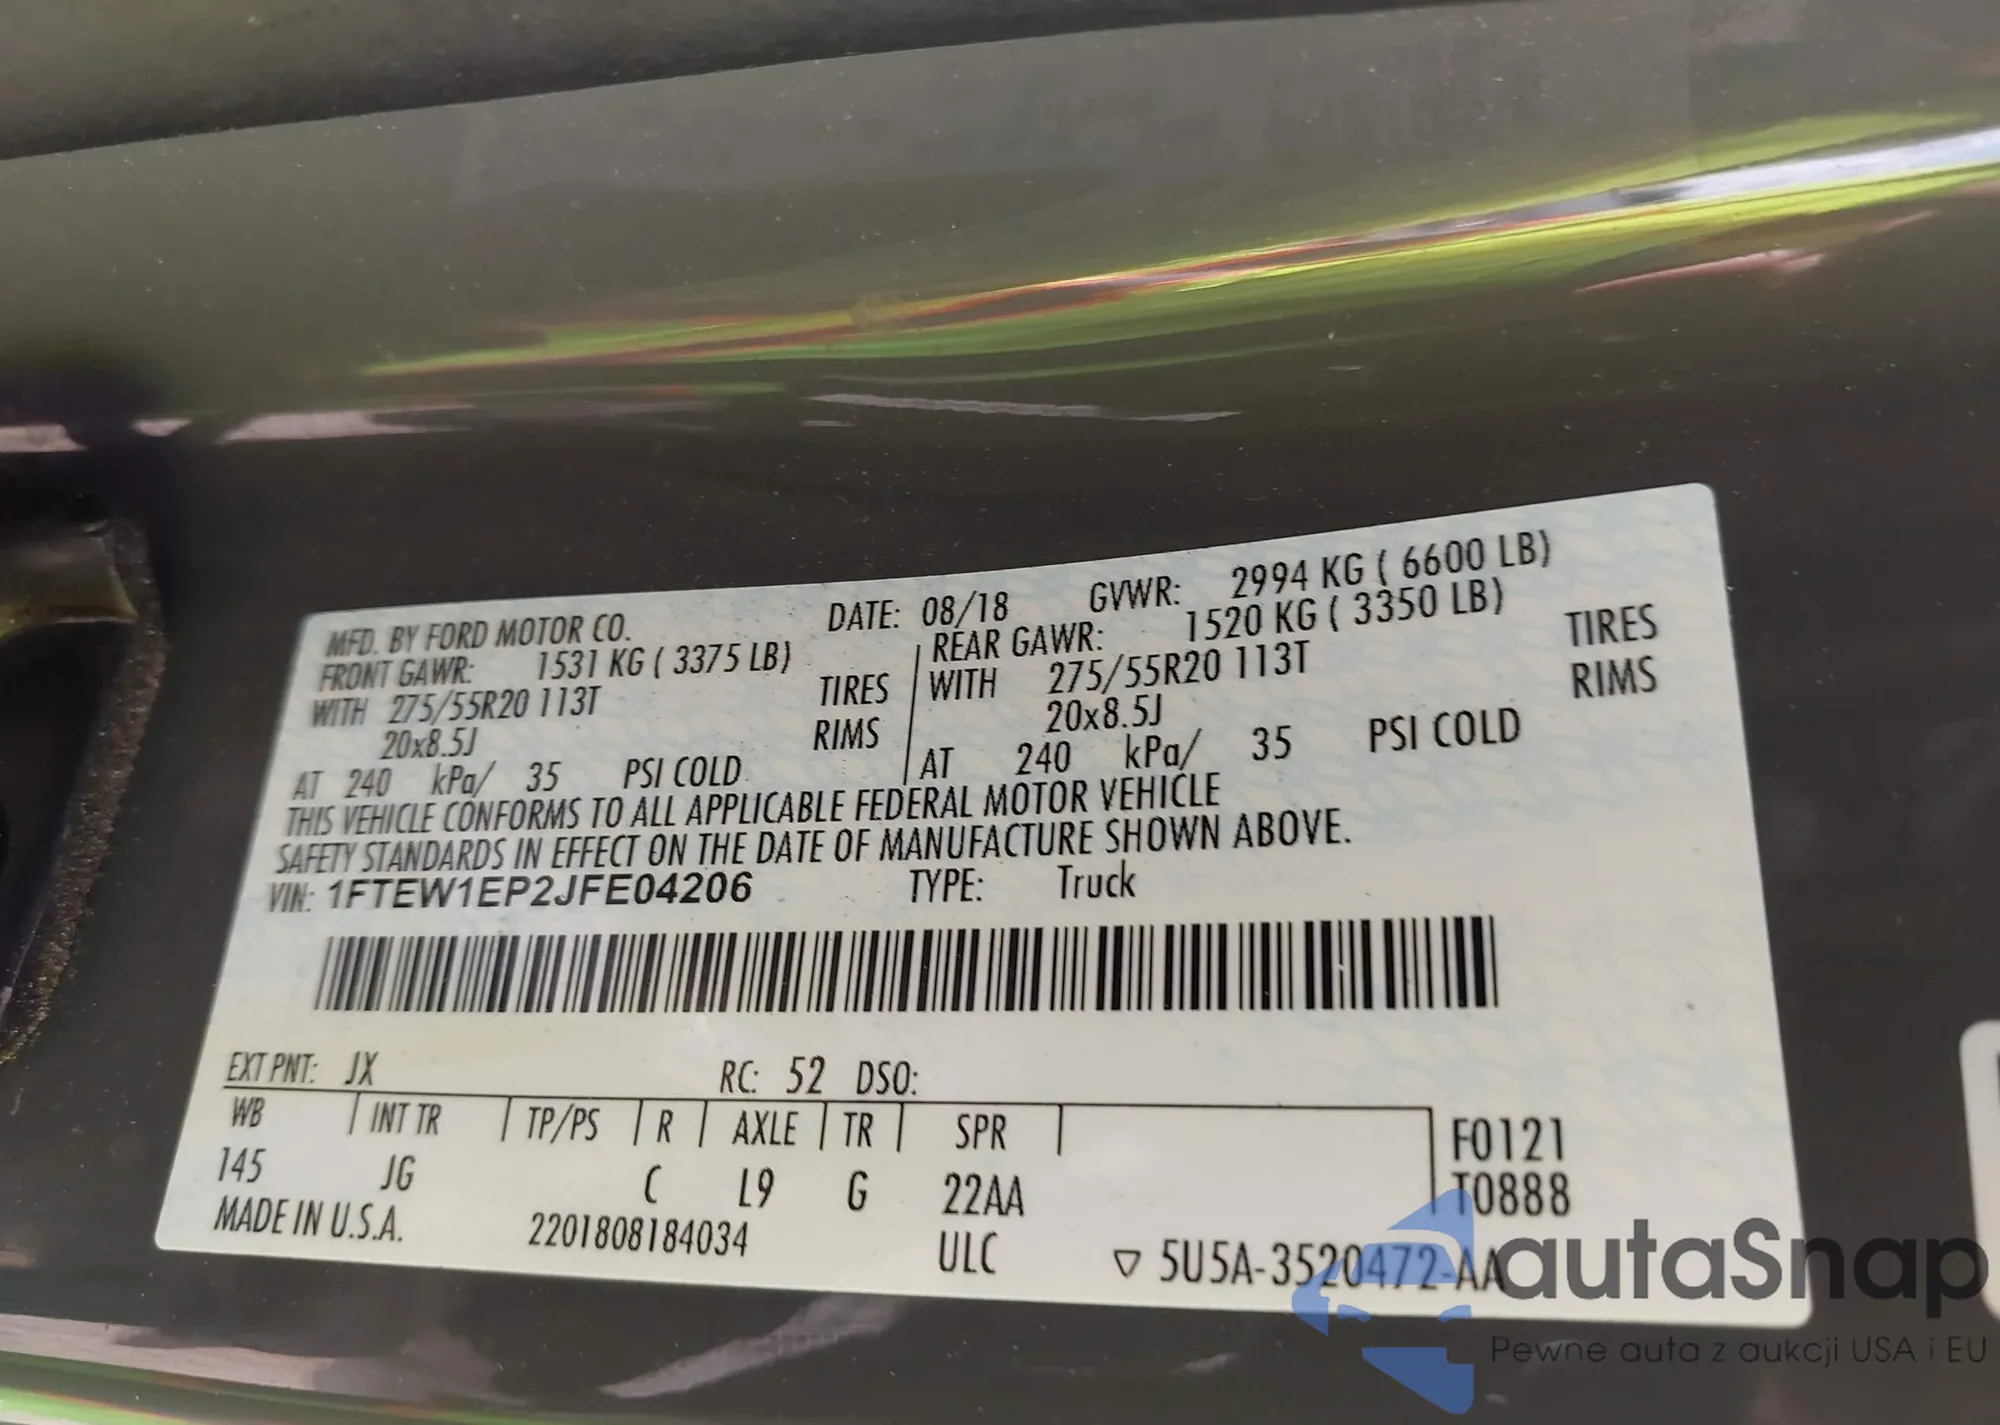 MFD. BY FORD MOTOR CO. DATE: 08/18 GVWR: 2994 KG ( 6600 LB)
FRONT GAWR: 1531 KG ( 3375 LB) REAR GAWR: 1520 KG ( 3350 LB)
WITH 275/55R20 113T TIRES WITH 275/55R20 113T TIRES
20x8.5J RIMS 20x8.5J RIMS
AT 240 kPa/ 35 PSI COLD AT 240 kPa/ 35 PSI COLD
THIS VEHICLE CONFORMS TO ALL APPLICABLE FEDERAL MOTOR VEHICLE
SAFETY STANDARDS IN EFFECT ON THE DATE OF MANUFACTURE SHOWN ABOVE.
VIN: 1FTEW1EP2JFE04206 TYPE: Truck
EXT PNT: JX RC: 52 DSO:
WB INT TR TP/PS R AXLE TR SPR F0121
145 JG C L9 G 22AA T0888
MADE IN U.S.A. 2201808184034 ULC ▽ 5U5A-3520472-AA
autaSnap
Pewne auta z aukcji USA i EU